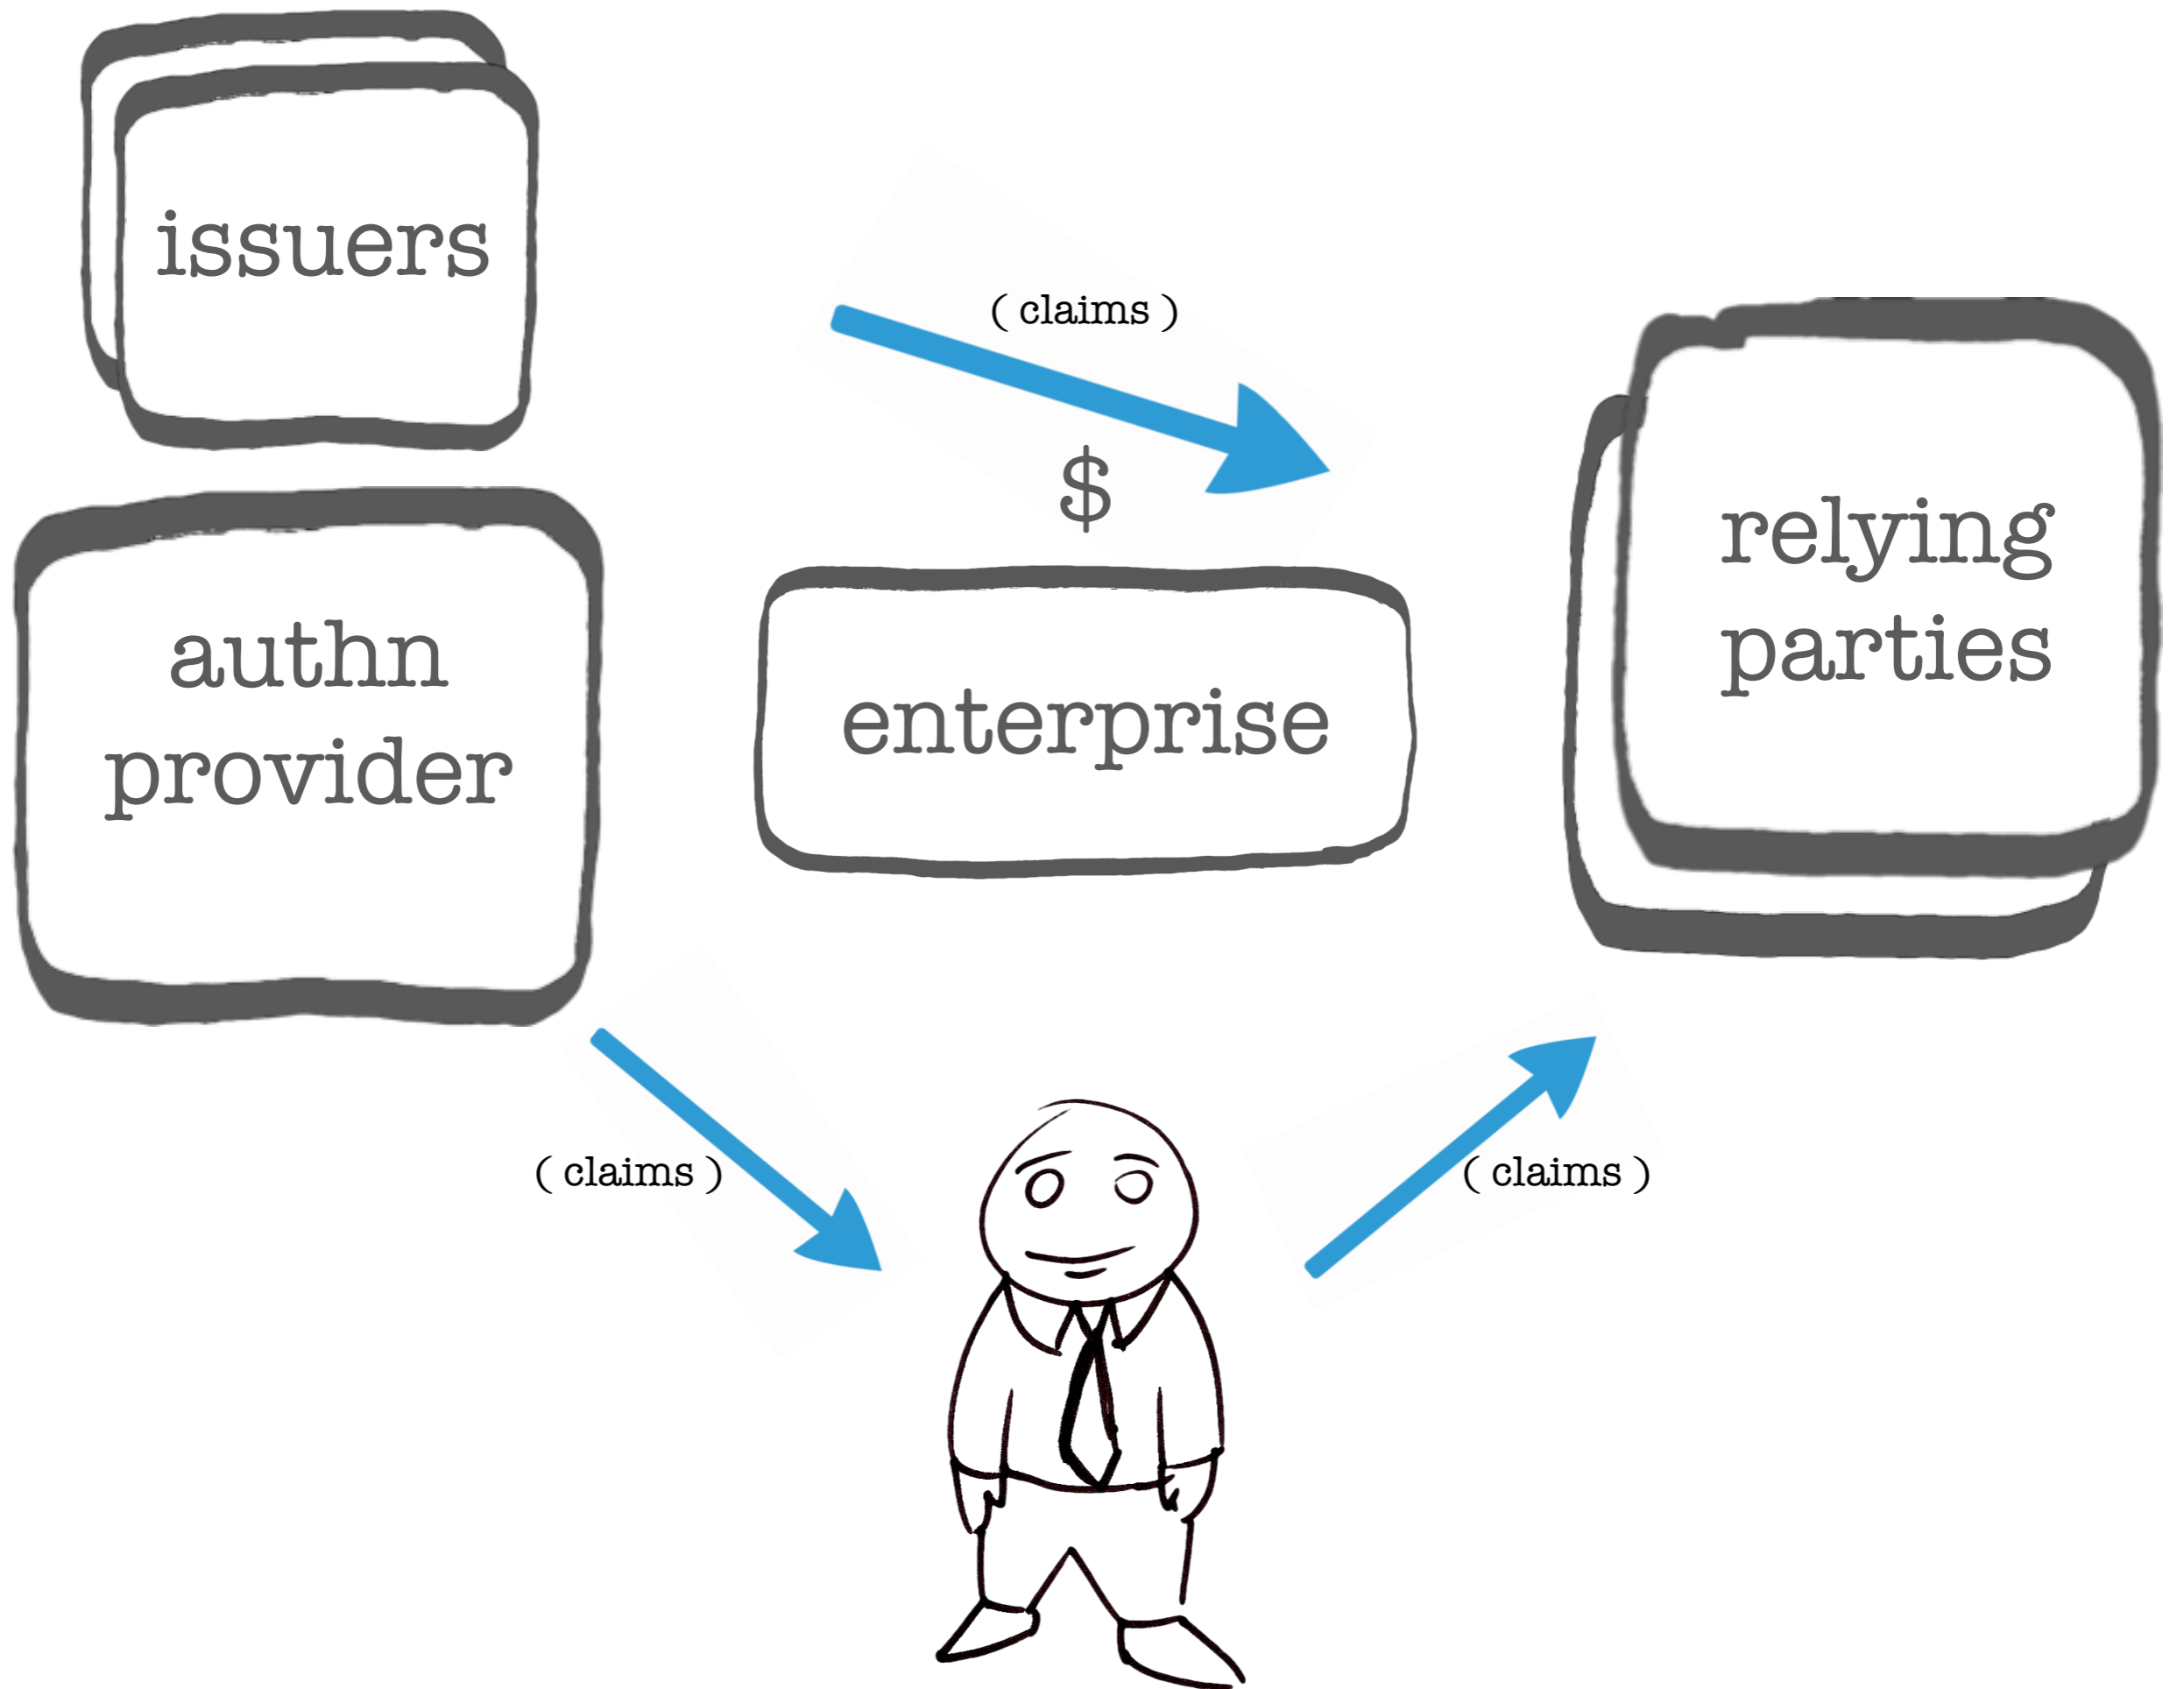 issuers
( claims )
$
relying
parties
authn
provider
enterprise
( claims )
( claims )